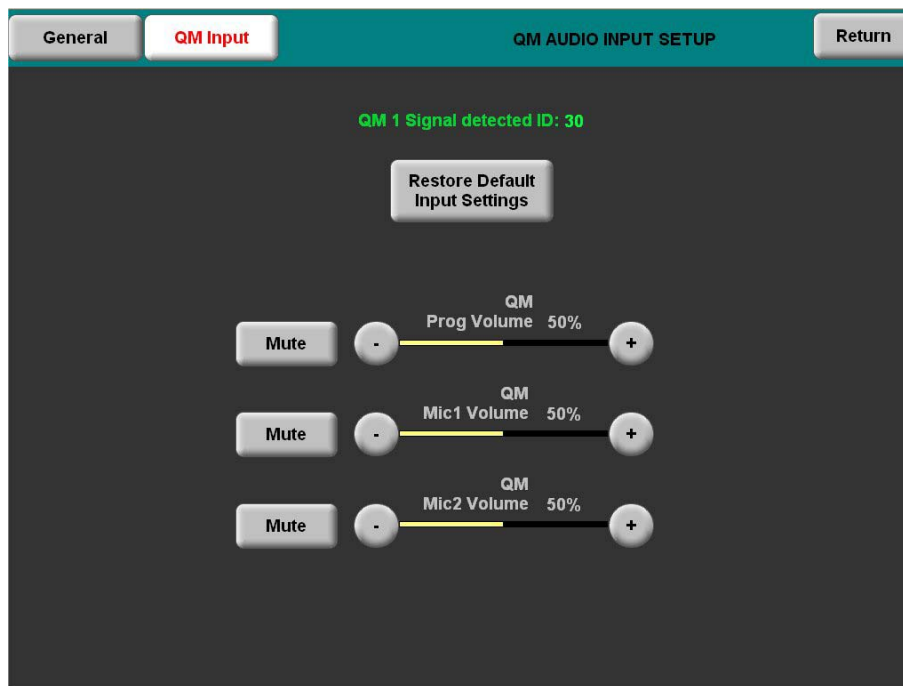 General
QM Input
QM AUDIO INPUT SETUP
Return
QM 1 Signal detected ID: 30
Restore Default
Input Settings
QM
Prog Volume 50%
Mute
-
+
QM
Mic1 Volume 50%
Mute
-
+
QM
Mic2 Volume 50%
Mute
-
+